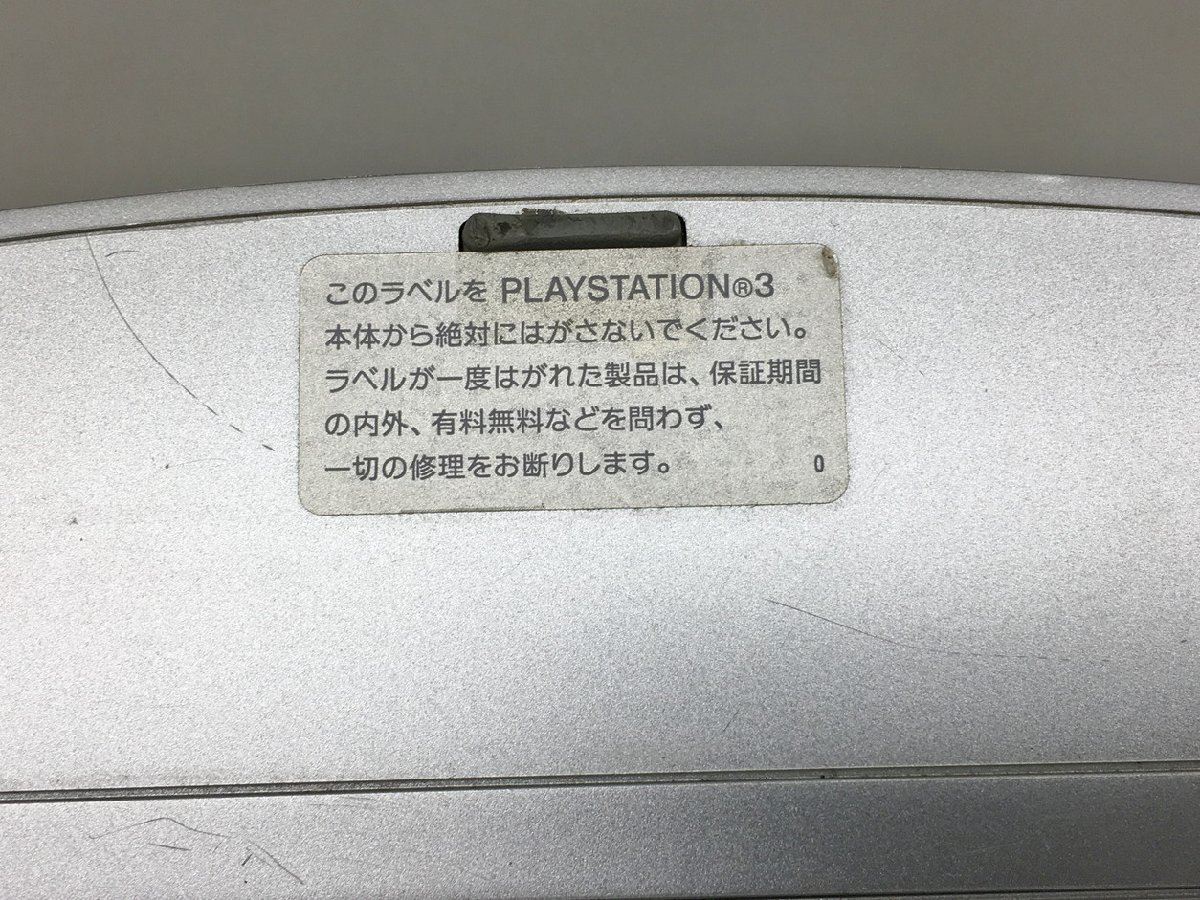 このラベルを PLAYSTATION®3
本体から絶対にはがさないでください。
ラベルが一度はがれた製品は、保証期間
の内外、有料無料などを問わず、
一切の修理をお断りします。 0